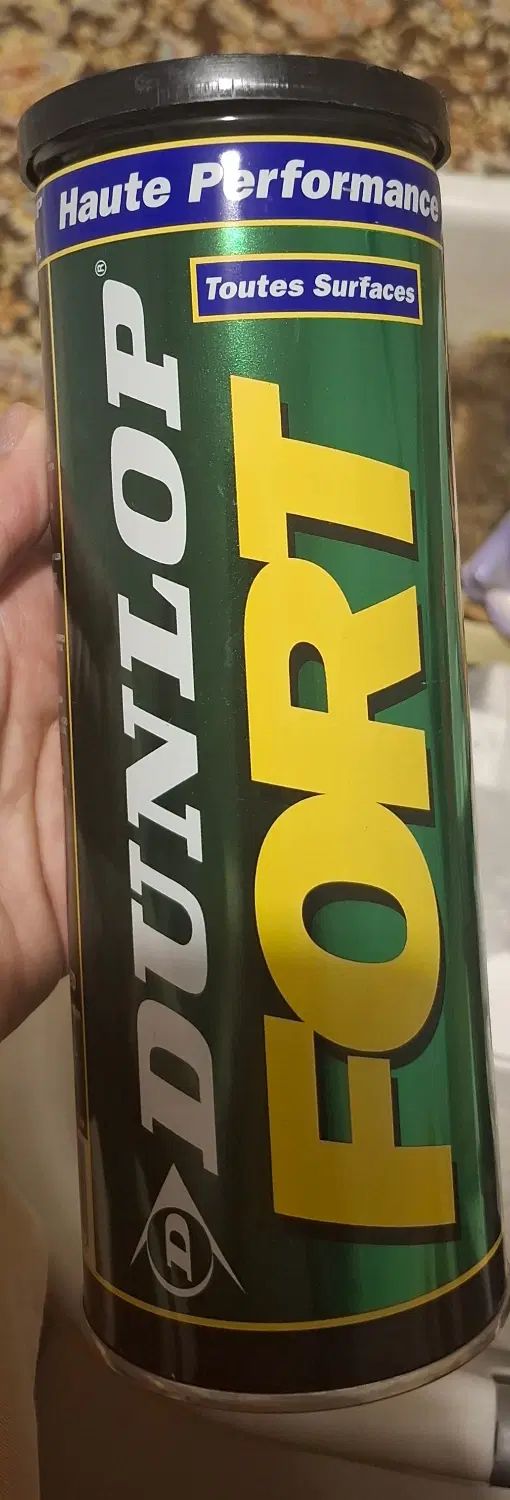 Haute Performance
Toutes Surfaces
DUNLOP®
FORT
D